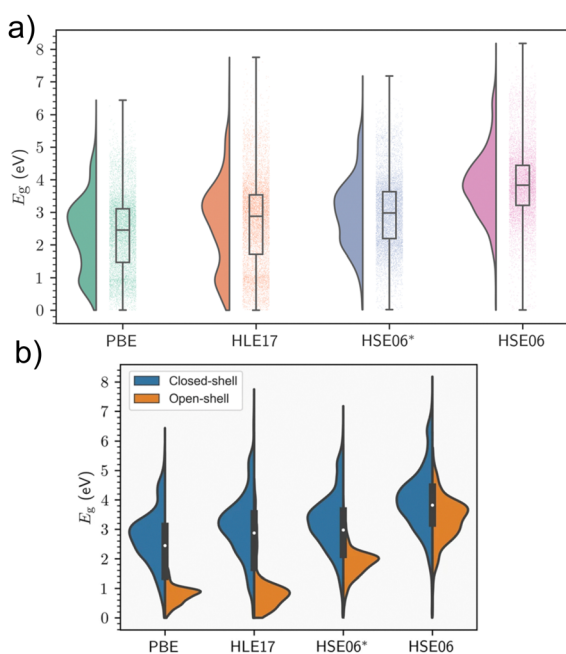 a)
8
7
6
5
4
3
2
1
0
E_g (eV)
PBE HLE17 HSE06* HSE06
b)
Closed-shell
Open-shell
8
7
6
5
4
3
2
1
0
E_g (eV)
PBE HLE17 HSE06* HSE06